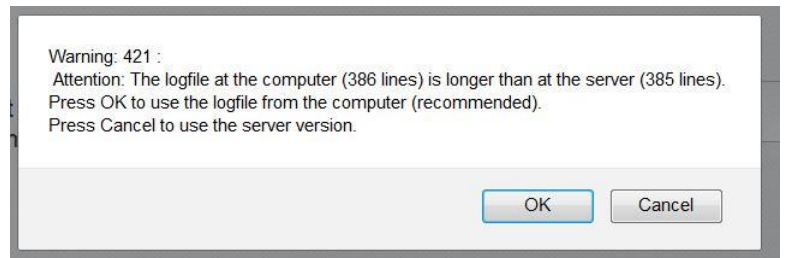 Warning: 421 :
Attention: The logfile at the computer (386 lines) is longer than at the server (385 lines).
Press OK to use the logfile from the computer (recommended).
Press Cancel to use the server version.
OK
Cancel